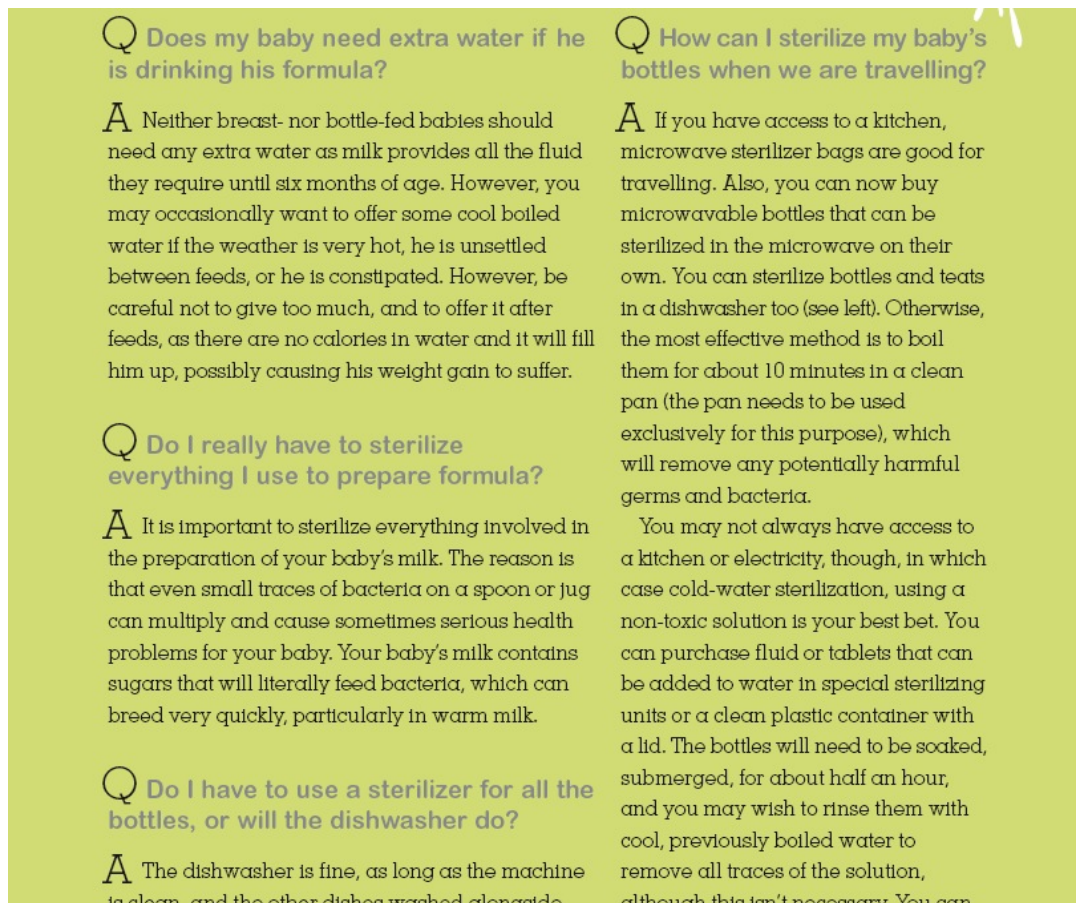 Q Does my baby need extra water if he
is drinking his formula?
A Neither breast- nor bottle-fed babies should
need any extra water as milk provides all the fluid
they require until six months of age. However, you
may occasionally want to offer some cool boiled
water if the weather is very hot, he is unsettled
between feeds, or he is constipated. However, be
careful not to give too much, and to offer it after
feeds, as there are no calories in water and it will fill
him up, possibly causing his weight gain to suffer.
Q Do I really have to sterilize
everything I use to prepare formula?
A It is important to sterilize everything involved in
the preparation of your baby's milk. The reason is
that even small traces of bacteria on a spoon or jug
can multiply and cause sometimes serious health
problems for your baby. Your baby's milk contains
sugars that will literally feed bacteria, which can
breed very quickly, particularly in warm milk.
Q Do I have to use a sterilizer for all the
bottles, or will the dishwasher do?
A The dishwasher is fine, as long as the machine
is clean, and the other dishes washed alongside
Q How can I sterilize my baby's
bottles when we are travelling?
A If you have access to a kitchen,
microwave sterilizer bags are good for
travelling. Also, you can now buy
microwavable bottles that can be
sterilized in the microwave on their
own. You can sterilize bottles and teats
in a dishwasher too (see left). Otherwise,
the most effective method is to boil
them for about 10 minutes in a clean
pan (the pan needs to be used
exclusively for this purpose), which
will remove any potentially harmful
germs and bacteria.
You may not always have access to
a kitchen or electricity, though, in which
case cold-water sterilization, using a
non-toxic solution is your best bet. You
can purchase fluid or tablets that can
be added to water in special sterilizing
units or a clean plastic container with
a lid. The bottles will need to be soaked,
submerged, for about half an hour,
and you may wish to rinse them with
cool, previously boiled water to
remove all traces of the solution,
although this isn't necessary. You can